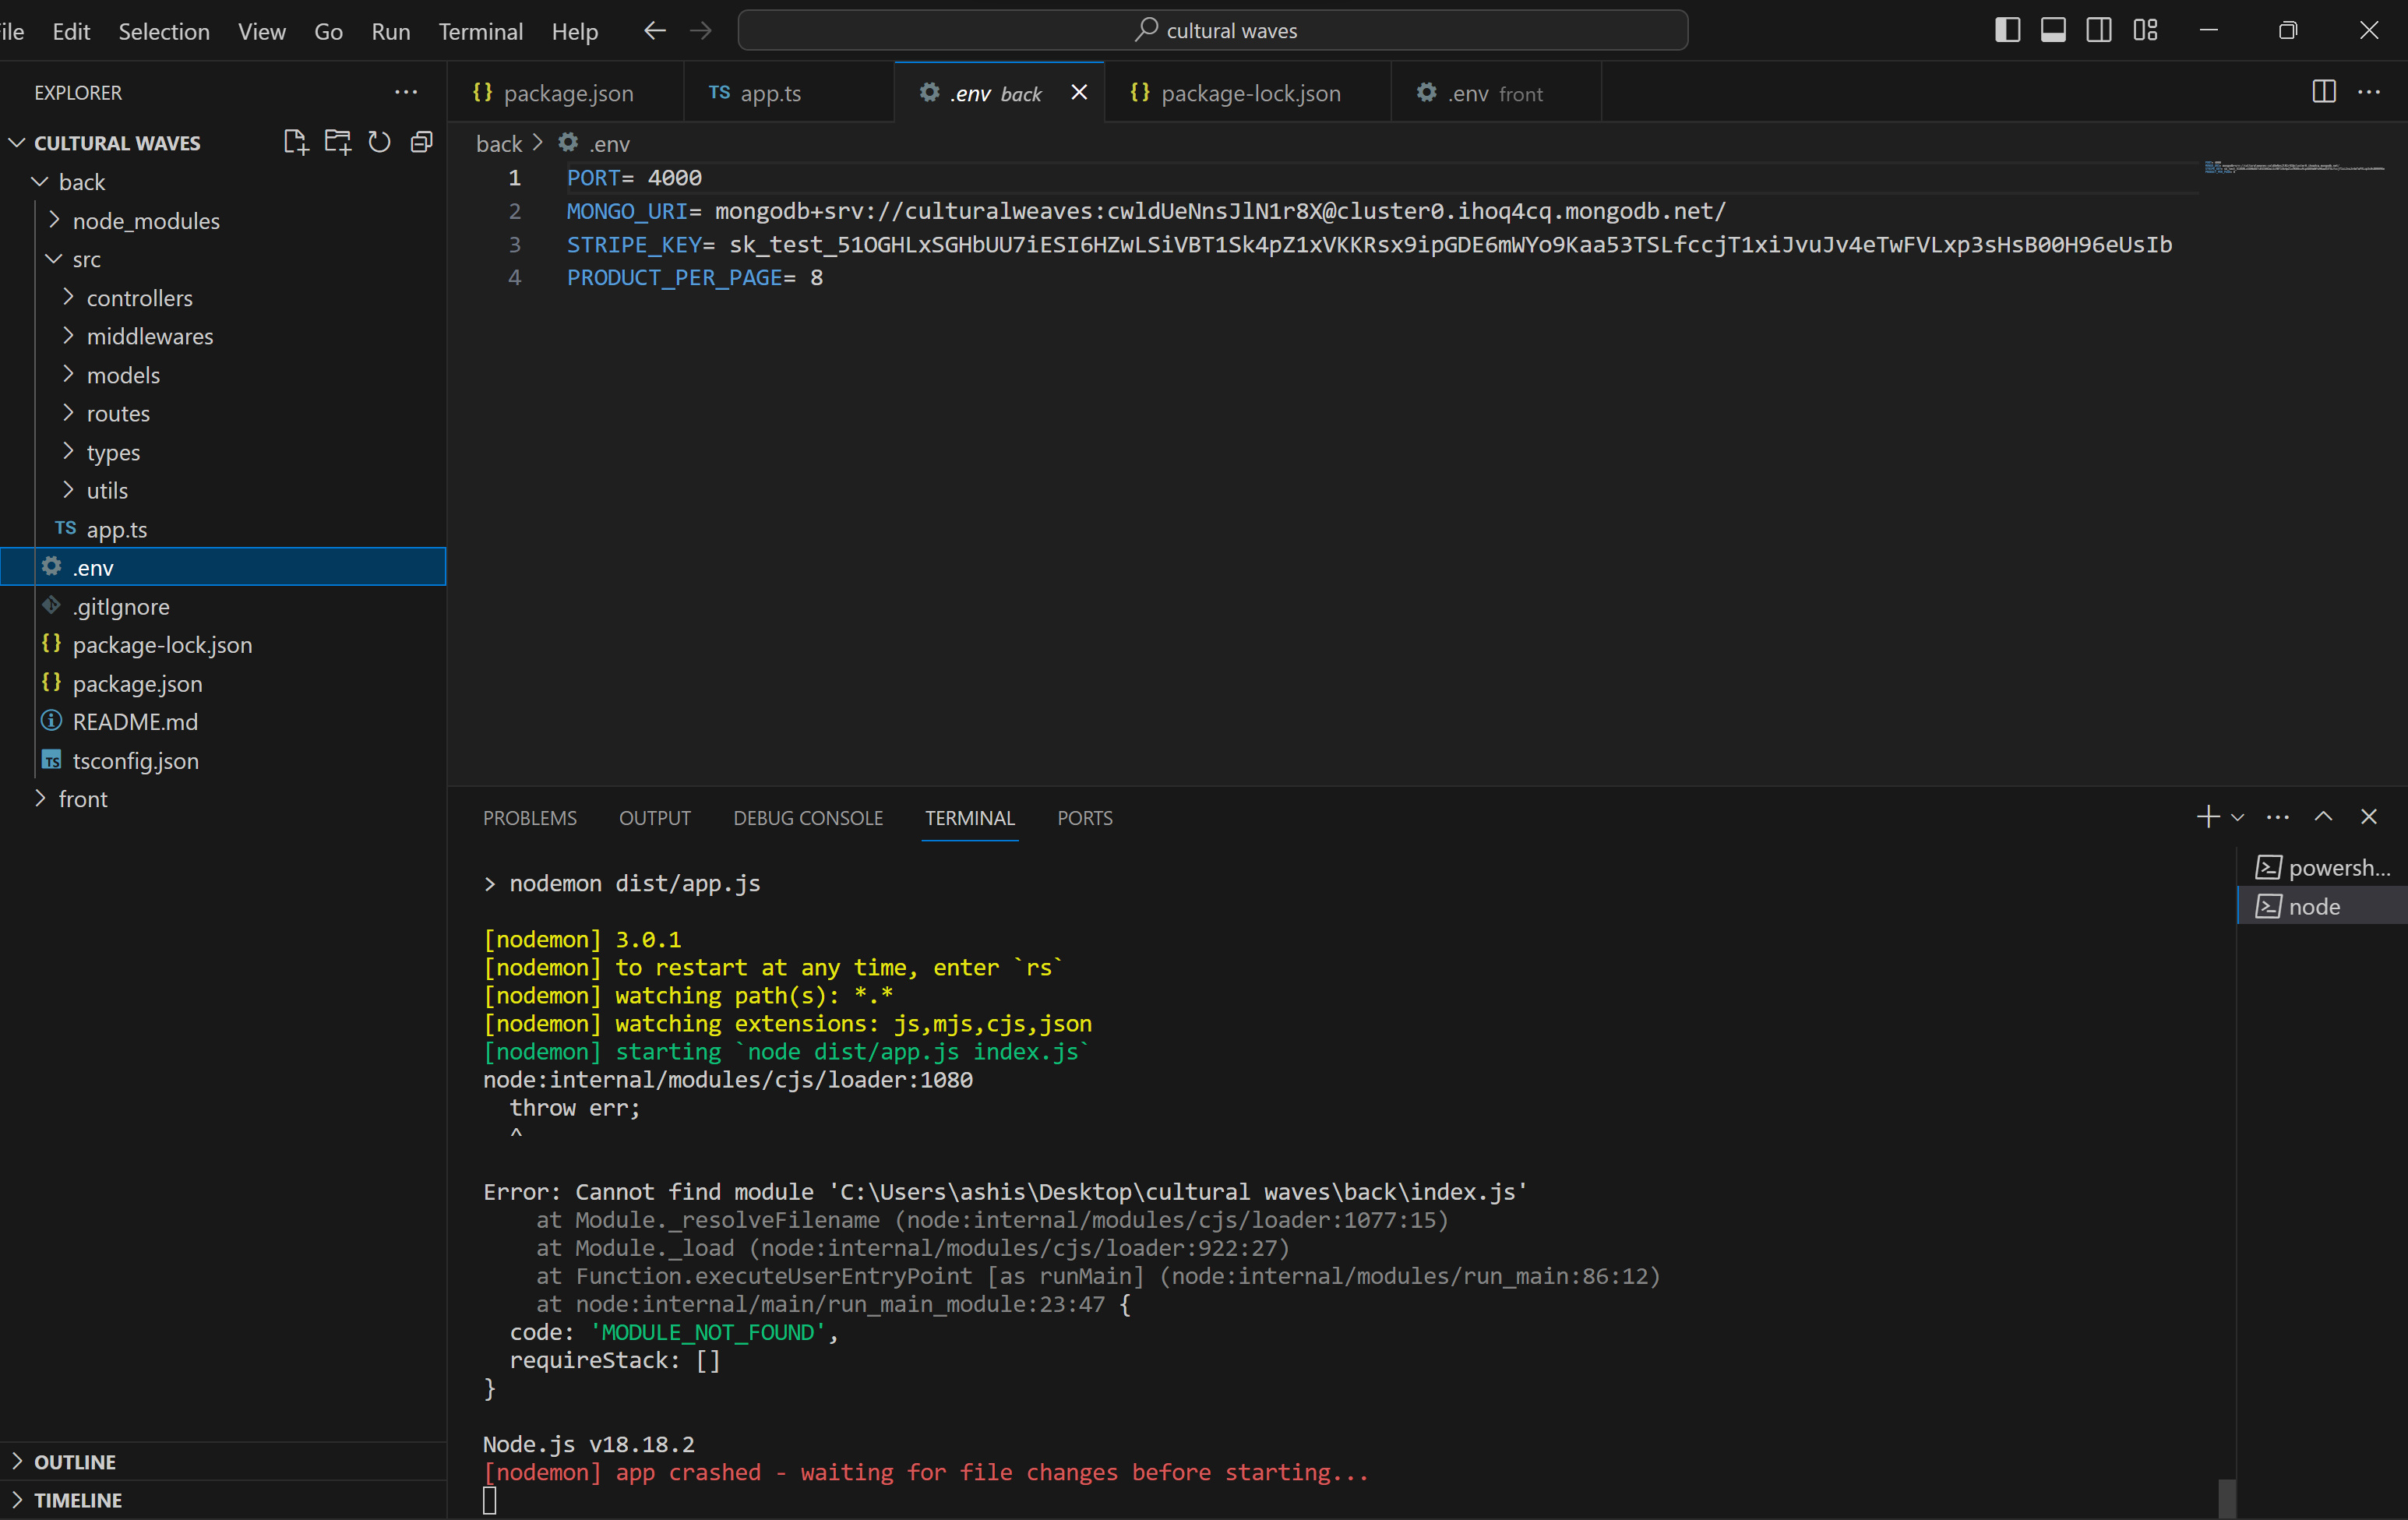 ile Edit Selection View Go Run Terminal Help
cultural waves
EXPLORER
CULTURAL WAVES
back
node_modules
src
controllers
middlewares
models
routes
types
utils
TS app.ts
.env
.gitIgnore
{} package-lock.json
{} package.json
README.md
TS tsconfig.json
front
OUTLINE
TIMELINE
{} package.json
TS app.ts
.env back
{} package-lock.json
.env front
back > .env
1 PORT= 4000
2 MONGO_URI= mongodb+srv://culturalweaves:cwldUeNnsJlN1r8X@cluster0.ihoq4cq.mongodb.net/
3 STRIPE_KEY= sk_test_51OGHLxSGHbUU7iESI6HZwLSiVBT1Sk4pZ1xVKKRsx9ipGDE6mWYo9Kaa53TSLfccjT1xiJvuJv4eTwFVLxp3sHsB00H96eUsIb
4 PRODUCT_PER_PAGE= 8
PROBLEMS OUTPUT DEBUG CONSOLE TERMINAL PORTS
> nodemon dist/app.js
[nodemon] 3.0.1
[nodemon] to restart at any time, enter `rs`
[nodemon] watching path(s): *.*
[nodemon] watching extensions: js,mjs,cjs,json
[nodemon] starting `node dist/app.js index.js`
node:internal/modules/cjs/loader:1080
throw err;
^
Error: Cannot find module 'C:\Users\ashis\Desktop\cultural waves\back\index.js'
at Module._resolveFilename (node:internal/modules/cjs/loader:1077:15)
at Module._load (node:internal/modules/cjs/loader:922:27)
at Function.executeUserEntryPoint [as runMain] (node:internal/modules/run_main:86:12)
at node:internal/main/run_main_module:23:47 {
code: 'MODULE_NOT_FOUND',
requireStack: []
}
Node.js v18.18.2
[nodemon] app crashed - waiting for file changes before starting...
powersh...
node